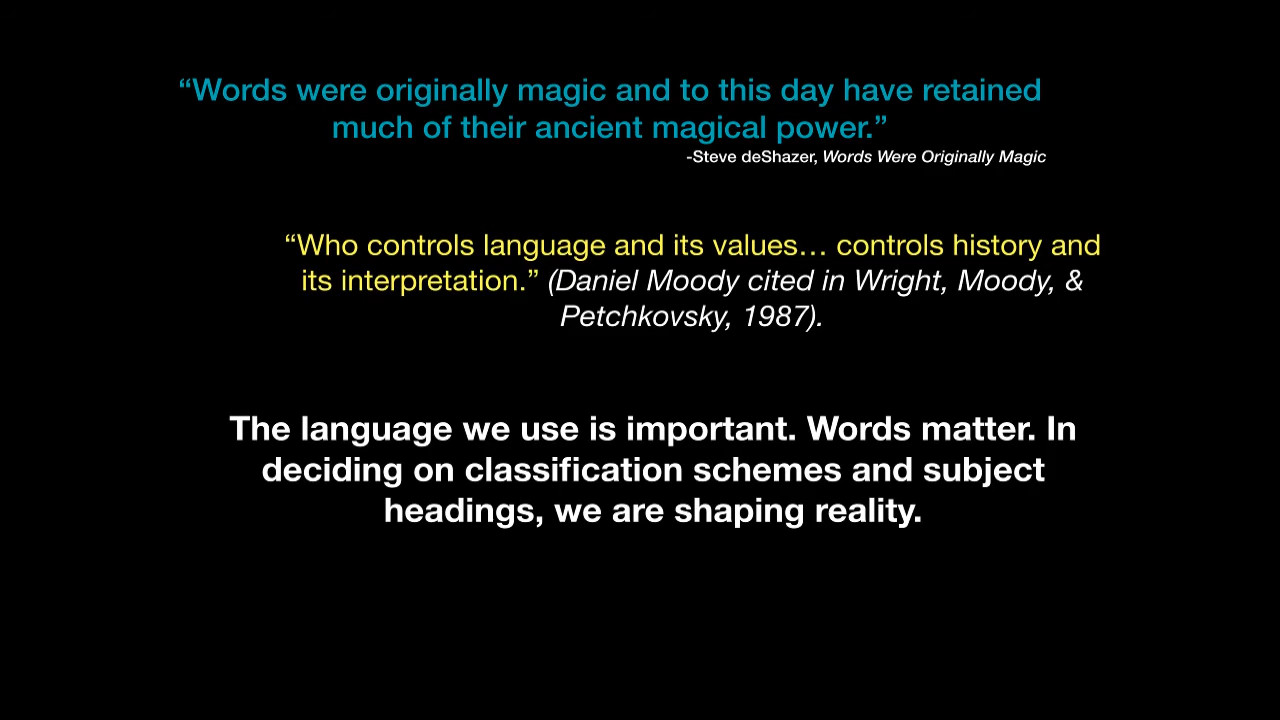 “Words were originally magic and to this day have retained
much of their ancient magical power.”
-Steve deShazer, Words Were Originally Magic
“Who controls language and its values… controls history and
its interpretation.” (Daniel Moody cited in Wright, Moody, &
Petchkovsky, 1987).
The language we use is important. Words matter. In
deciding on classification schemes and subject
headings, we are shaping reality.